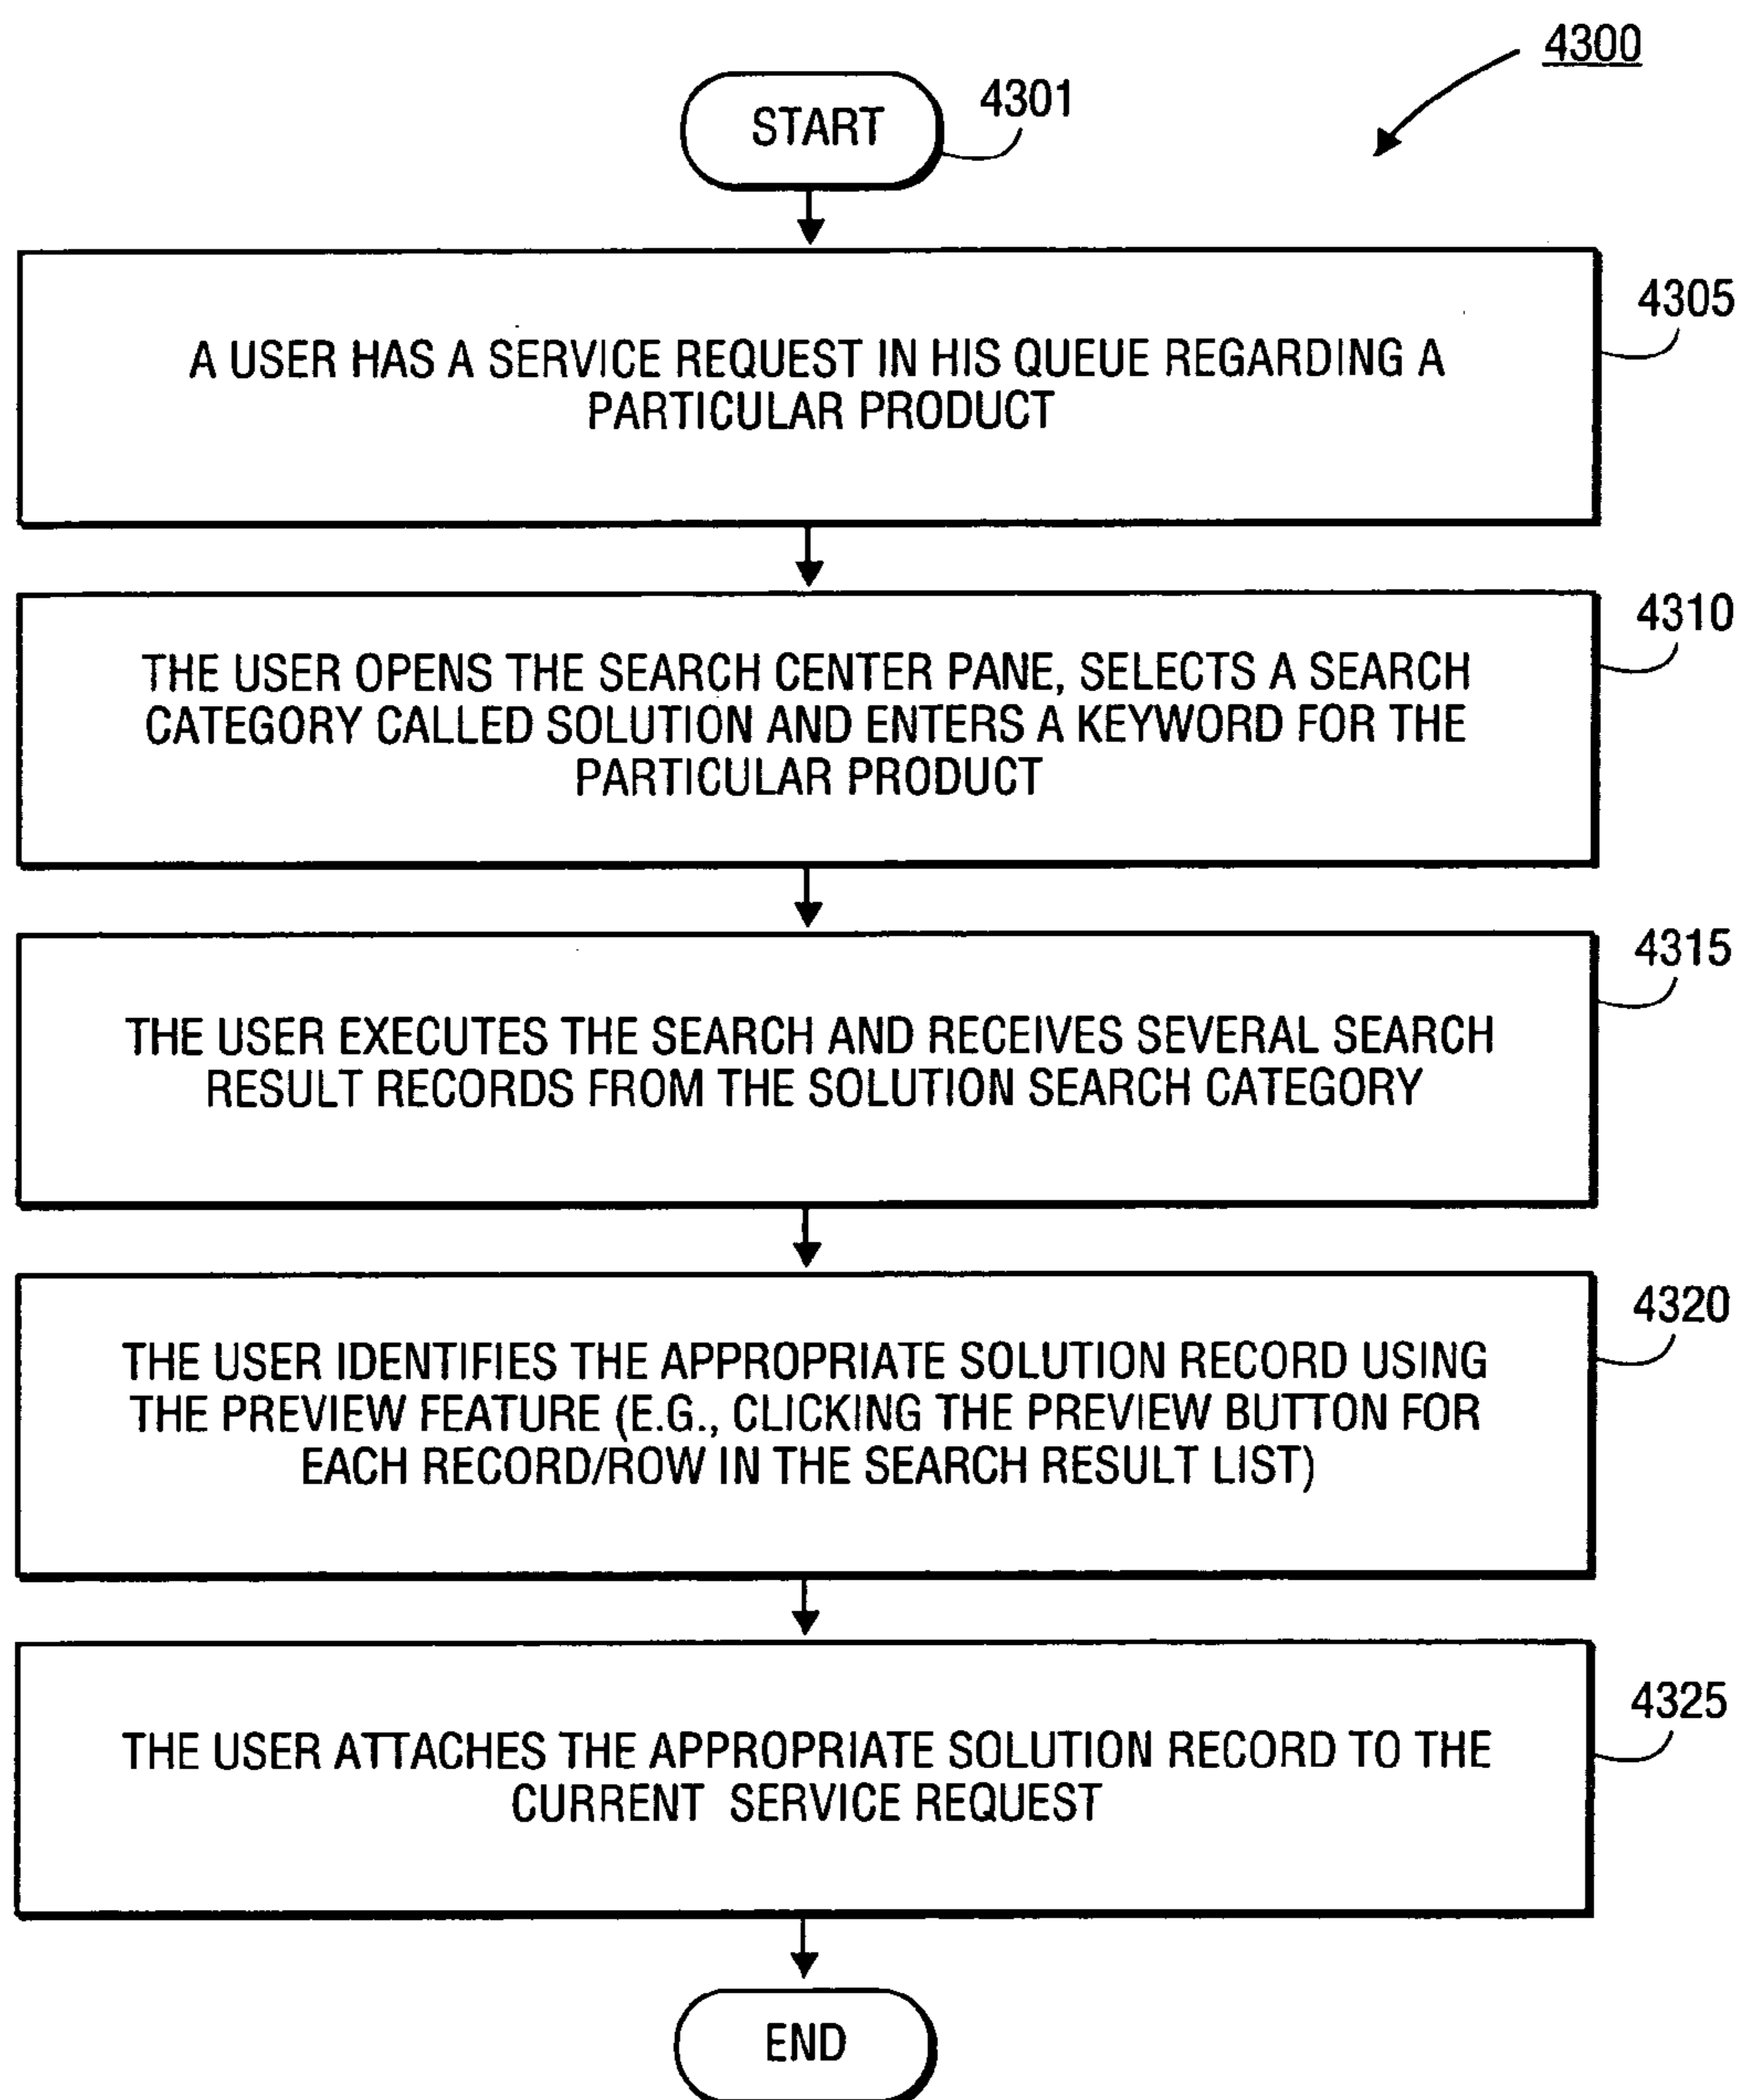 4300
START
4301
A USER HAS A SERVICE REQUEST IN HIS QUEUE REGARDING A
PARTICULAR PRODUCT
4305
THE USER OPENS THE SEARCH CENTER PANE, SELECTS A SEARCH
CATEGORY CALLED SOLUTION AND ENTERS A KEYWORD FOR THE
PARTICULAR PRODUCT
4310
THE USER EXECUTES THE SEARCH AND RECEIVES SEVERAL SEARCH
RESULT RECORDS FROM THE SOLUTION SEARCH CATEGORY
4315
THE USER IDENTIFIES THE APPROPRIATE SOLUTION RECORD USING
THE PREVIEW FEATURE (E.G., CLICKING THE PREVIEW BUTTON FOR
EACH RECORD/ROW IN THE SEARCH RESULT LIST)
4320
THE USER ATTACHES THE APPROPRIATE SOLUTION RECORD TO THE
CURRENT SERVICE REQUEST
4325
END